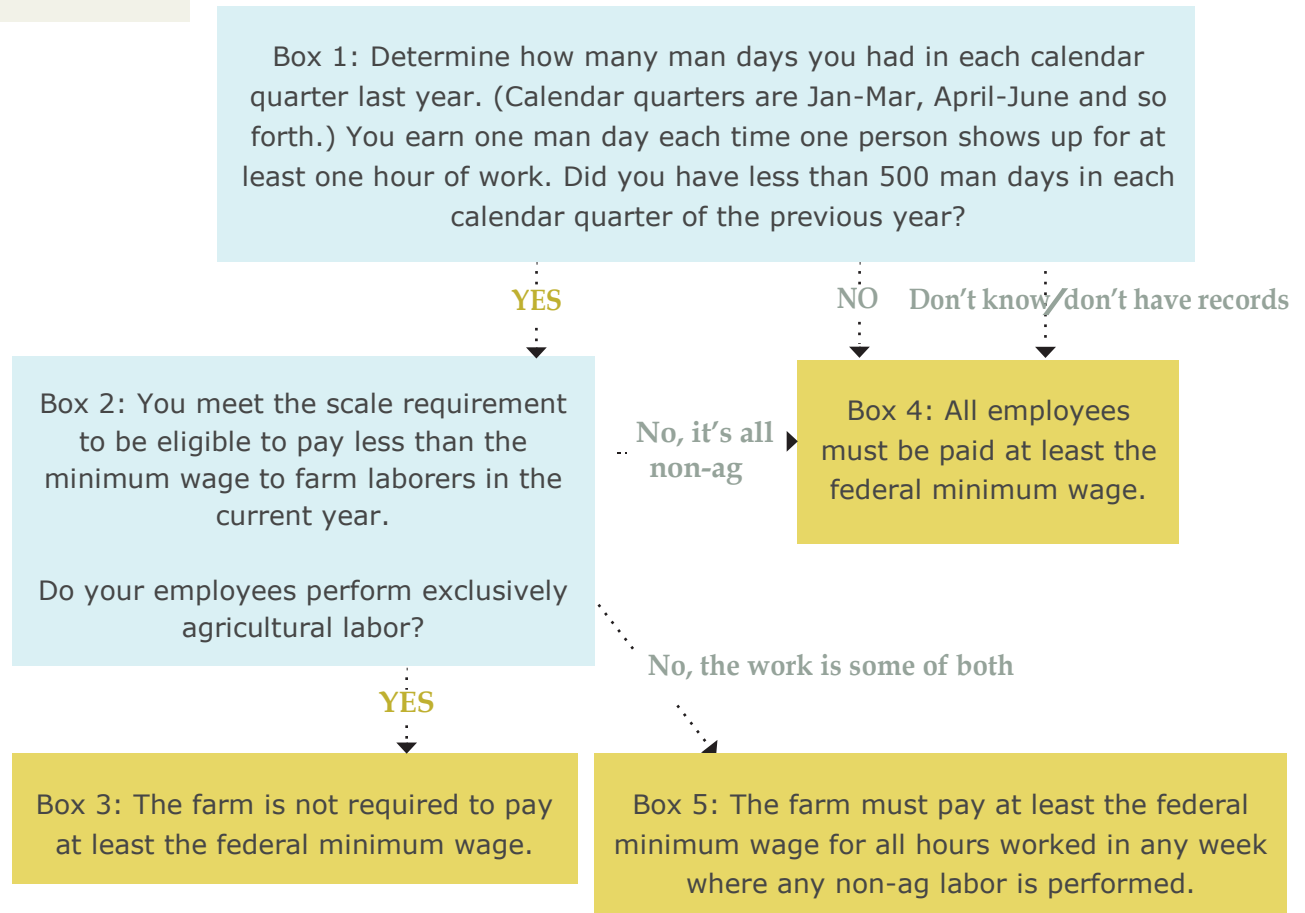 Box 1: Determine how many man days you had in each calendar
quarter last year. (Calendar quarters are Jan-Mar, April-June and so
forth.) You earn one man day each time one person shows up for at
least one hour of work. Did you have less than 500 man days in each
calendar quarter of the previous year?
YES
NO
Don’t know/don’t have records
Box 2: You meet the scale requirement
to be eligible to pay less than the
minimum wage to farm laborers in the
current year.
Do your employees perform exclusively
agricultural labor?
No, it’s all
non-ag
Box 4: All employees
must be paid at least the
federal minimum wage.
No, the work is some of both
YES
Box 3: The farm is not required to pay
at least the federal minimum wage.
Box 5: The farm must pay at least the federal
minimum wage for all hours worked in any week
where any non-ag labor is performed.